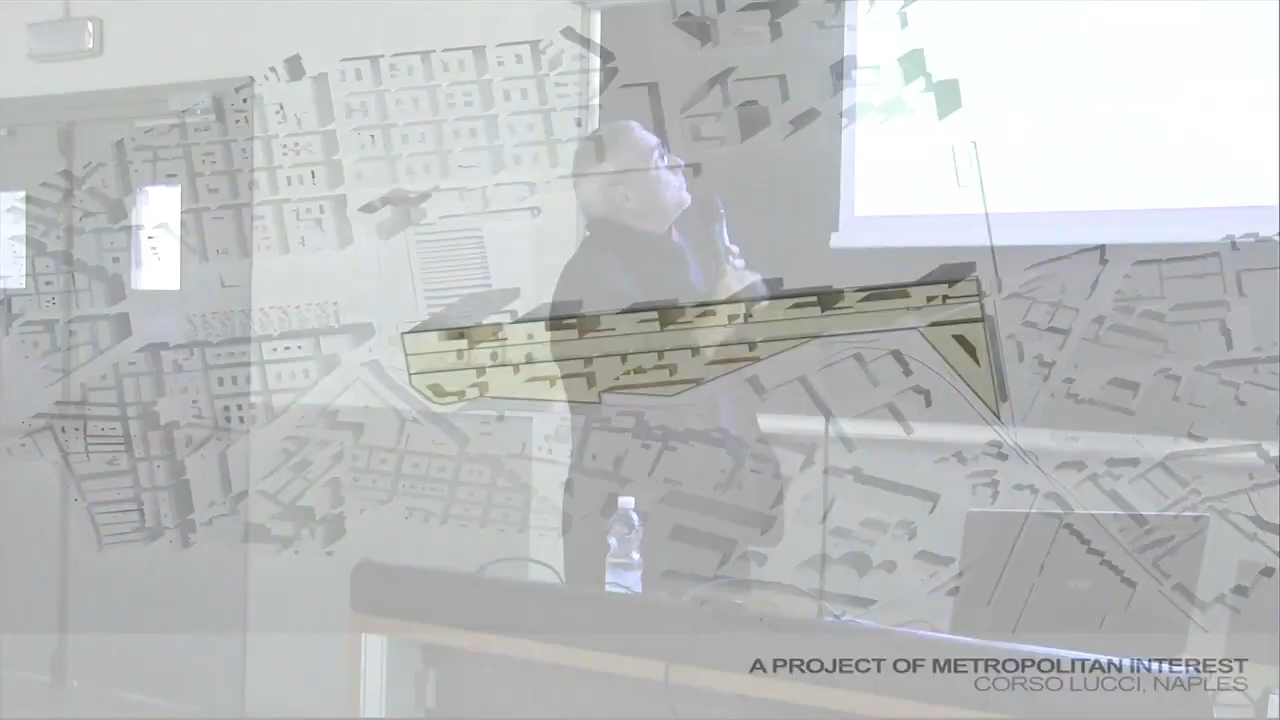 A PROJECT OF METROPOLITAN INTEREST
CORSO LUCCI, NAPLES